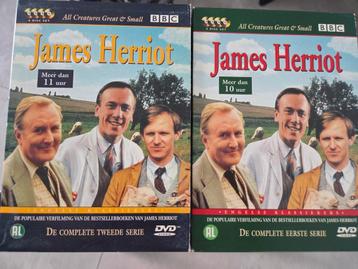 All Creatures Great & Small
BBC
James Herriot
Meer dan
11 uur
DE POPULAIRE VERFILMING VAN DE BESTSELLERBOEKEN VAN JAMES HERRIOT
AL
DE COMPLETE TWEEDE SERIE
DVD
All Creatures Great & Small
BBC
James Herriot
Meer dan
10 uur
ENGELSE KLASSIEKERS
DE POPULAIRE VERFILMING VAN DE BESTSELLERBOEKEN VAN JAMES HERRIOT
AL
DE COMPLETE EERSTE SERIE
DVD